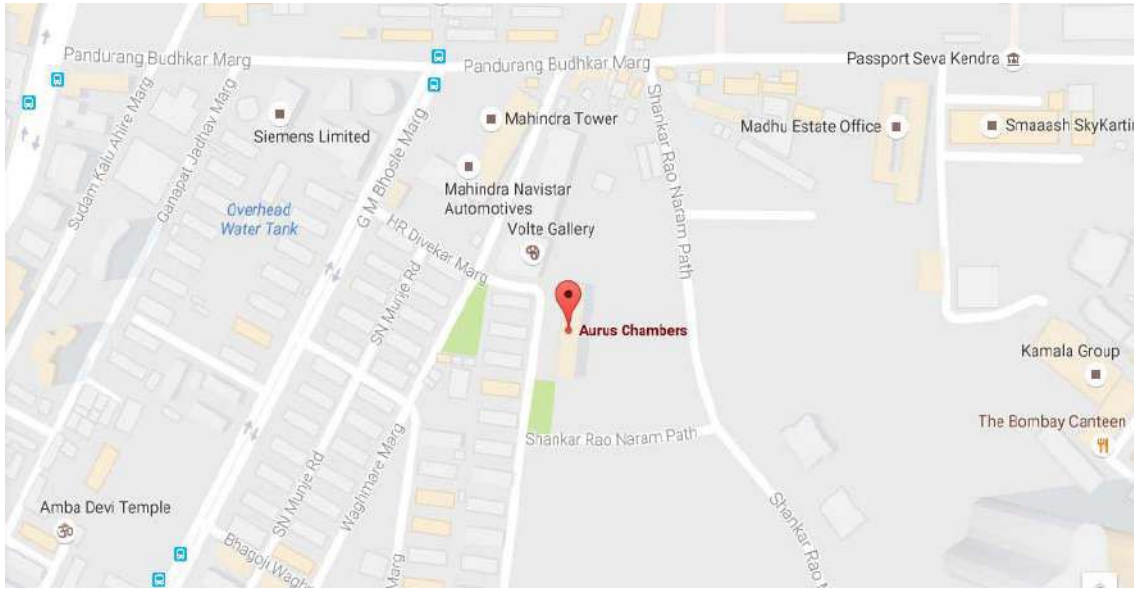 Pandurang Budhkar Marg
Pandurang Budhkar Marg
Passport Seva Kendra
Sudam Kalu Ahire Marg
Ganapat Jadhav Marg
Siemens Limited
G M Bhosle Marg
Mahindra Tower
Shankar Rao Naram Path
Madhu Estate Office
Smaaash SkyKartin
Mahindra Navistar
Automotives
Overhead
Water Tank
HR Divekar Marg
Volte Gallery
SN Munje Rd
Aurus Chambers
Kamala Group
The Bombay Canteen
Shankar Rao Naram Path
Waghmare Marg
SN Munje Rd
Amba Devi Temple
Bhagoji Waghm
Marg
Shankar Rao N